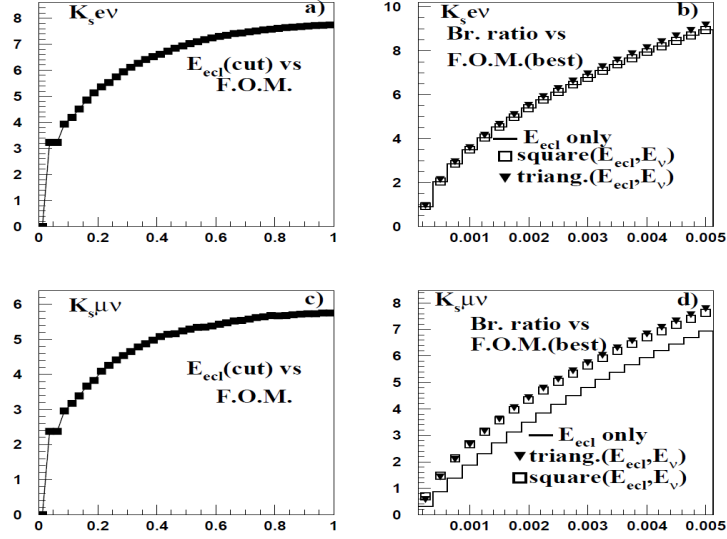 K_s eν
a)
E_ecl(cut) vs
F.O.M.
8
7
6
5
4
3
2
1
0
0.2
0.4
0.6
0.8
1
K_s eν
b)
Br. ratio vs
F.O.M.(best)
E_ecl only
square(E_ecl,E_ν)
triang.(E_ecl,E_ν)
10
8
6
4
2
0
0.001
0.002
0.003
0.004
0.005
K_s μν
c)
E_ecl(cut) vs
F.O.M.
6
5
4
3
2
1
0
0.2
0.4
0.6
0.8
1
K_s μν
d)
Br. ratio vs
F.O.M.(best)
E_ecl only
triang.(E_ecl,E_ν)
square(E_ecl,E_ν)
8
7
6
5
4
3
2
1
0
0.001
0.002
0.003
0.004
0.005